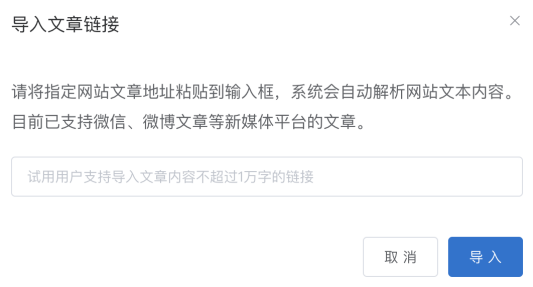 导入文章链接
请将指定网站文章地址粘贴到输入框，系统会自动解析网站文本内容。
目前已支持微信、微博文章等新媒体平台的文章。
试用用户支持导入文章内容不超过1万字的链接
取 消
导 入